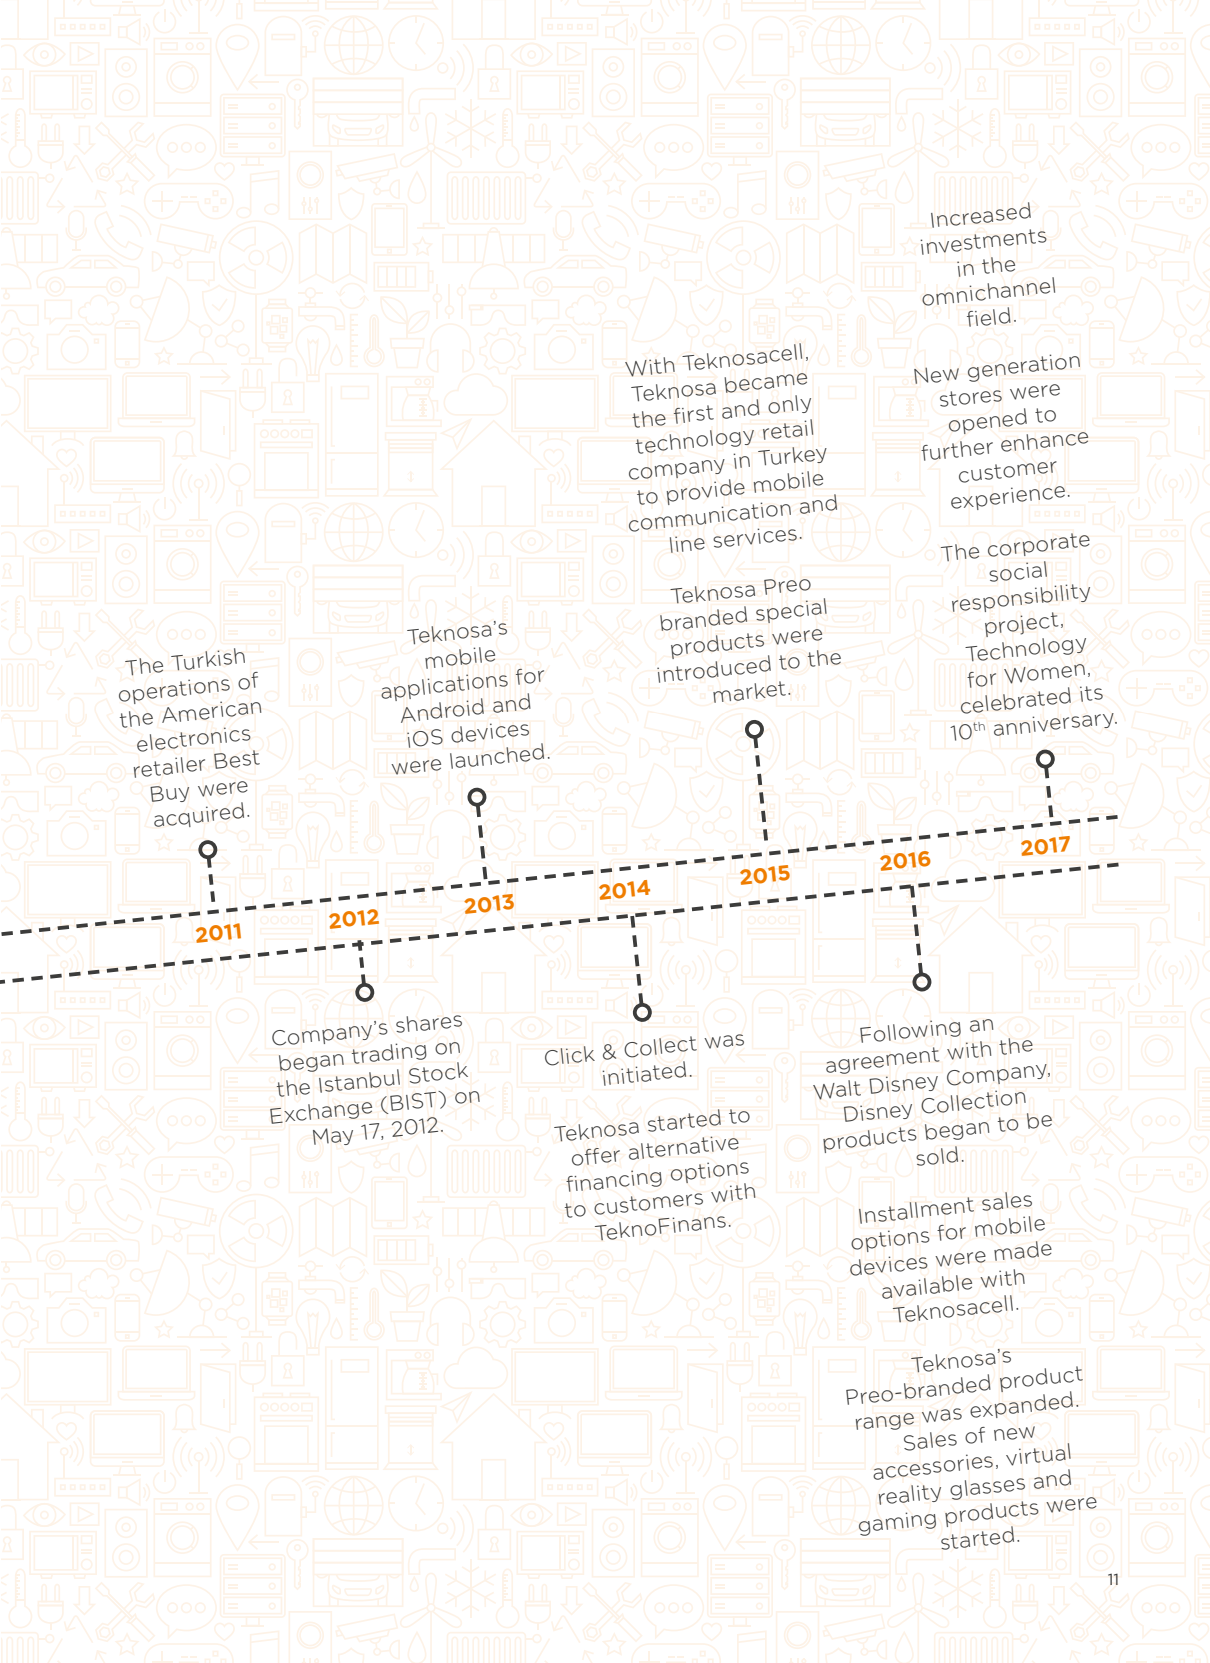 Increased
investments
in the
omnichannel
field.
New generation
stores were
opened to
further enhance
customer
experience.
The corporate
social
responsibility
project,
Technology
for Women,
celebrated its
10th anniversary.
With Teknosacell,
Teknosa became
the first and only
technology retail
company in Turkey
to provide mobile
communication and
line services.
Teknosa Preo
branded special
products were
introduced to the
market.
Teknosa's
mobile
applications for
Android and
iOS devices
were launched.
The Turkish
operations of
the American
electronics
retailer Best
Buy were
acquired.
2011
2012
2013
2014
2015
2016
2017
Company's shares
began trading on
the Istanbul Stock
Exchange (BIST) on
May 17, 2012.
Click & Collect was
initiated.
Teknosa started to
offer alternative
financing options
to customers with
TeknoFinans.
Following an
agreement with the
Walt Disney Company,
Disney Collection
products began to be
sold.
Installment sales
options for mobile
devices were made
available with
Teknosacell.
Teknosa's
Preo-branded product
range was expanded.
Sales of new
accessories, virtual
reality glasses and
gaming products were
started.
11